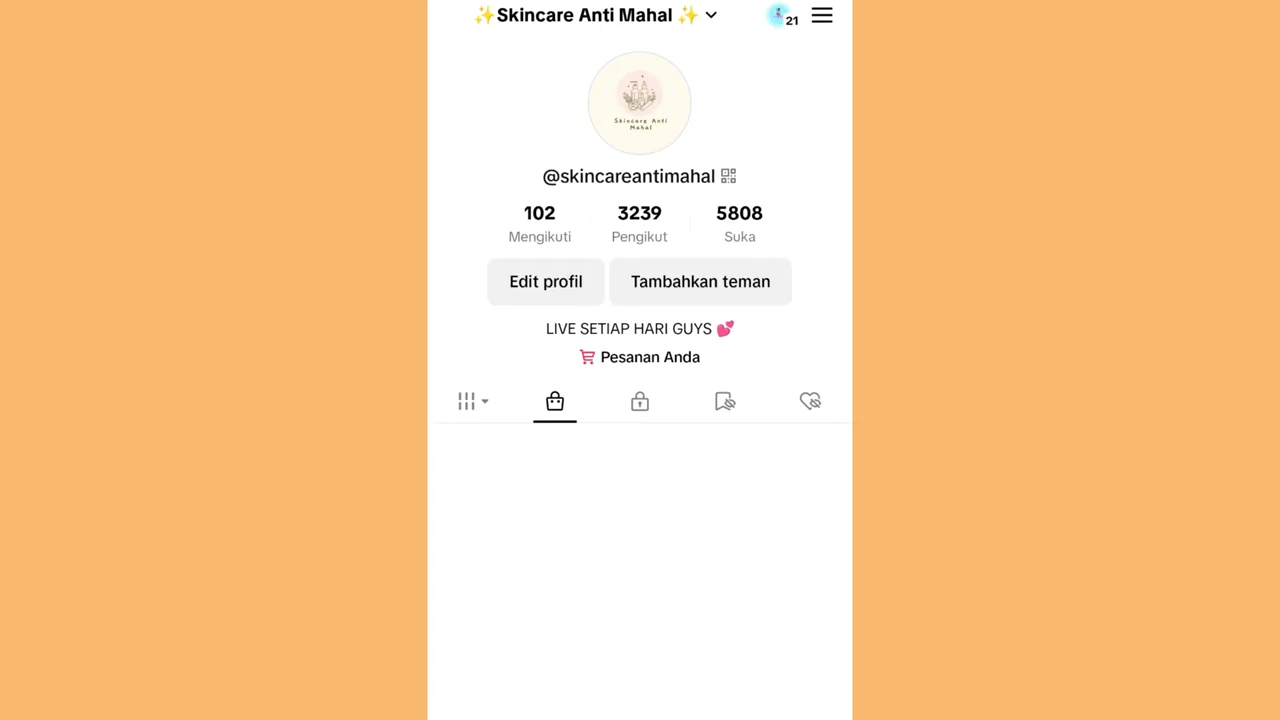 ✨Skincare Anti Mahal ✨
21
Skincare Anti
Mahal
@skincareantimahal
102 3239 5808
Mengikuti Pengikut Suka
Edit profil Tambahkan teman
LIVE SETIAP HARI GUYS 💕
Pesanan Anda